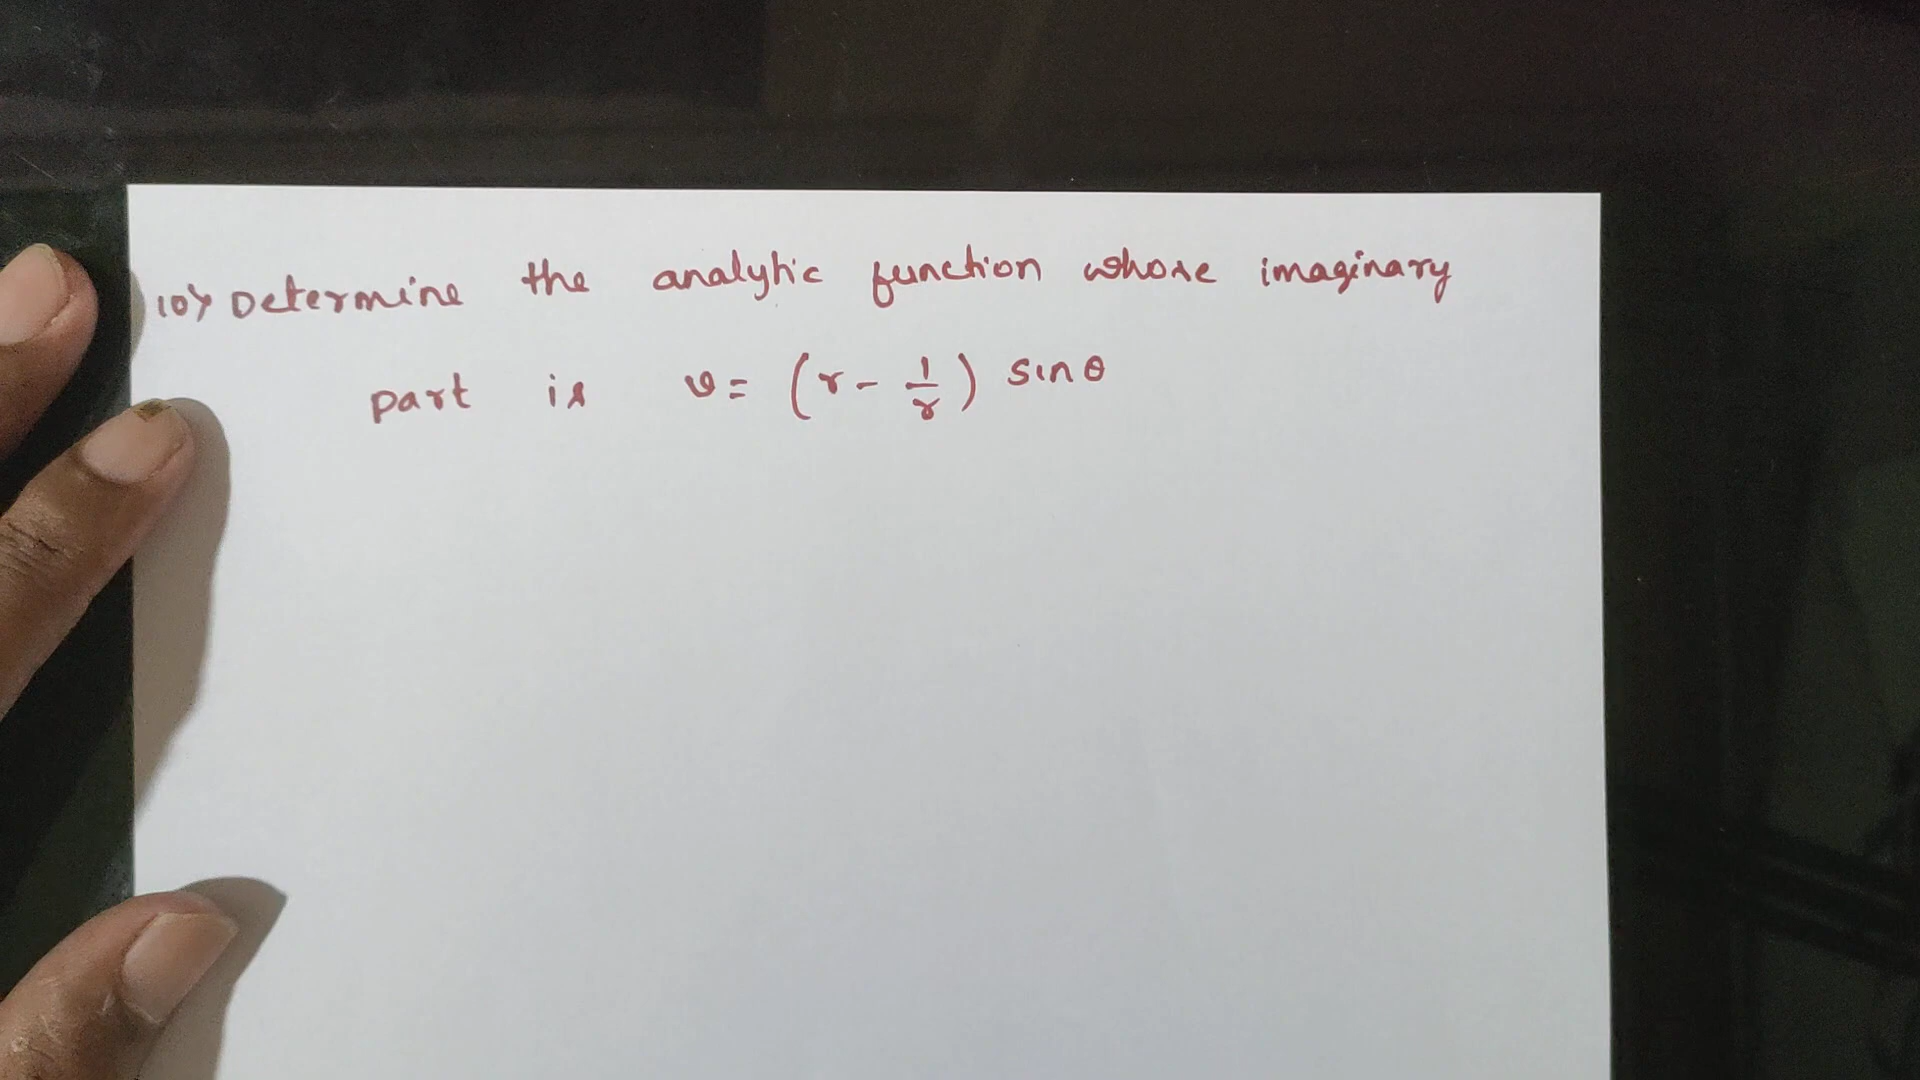 10) Determine the analytic function whose imaginary
part is v = (r - 1/r) sin θ